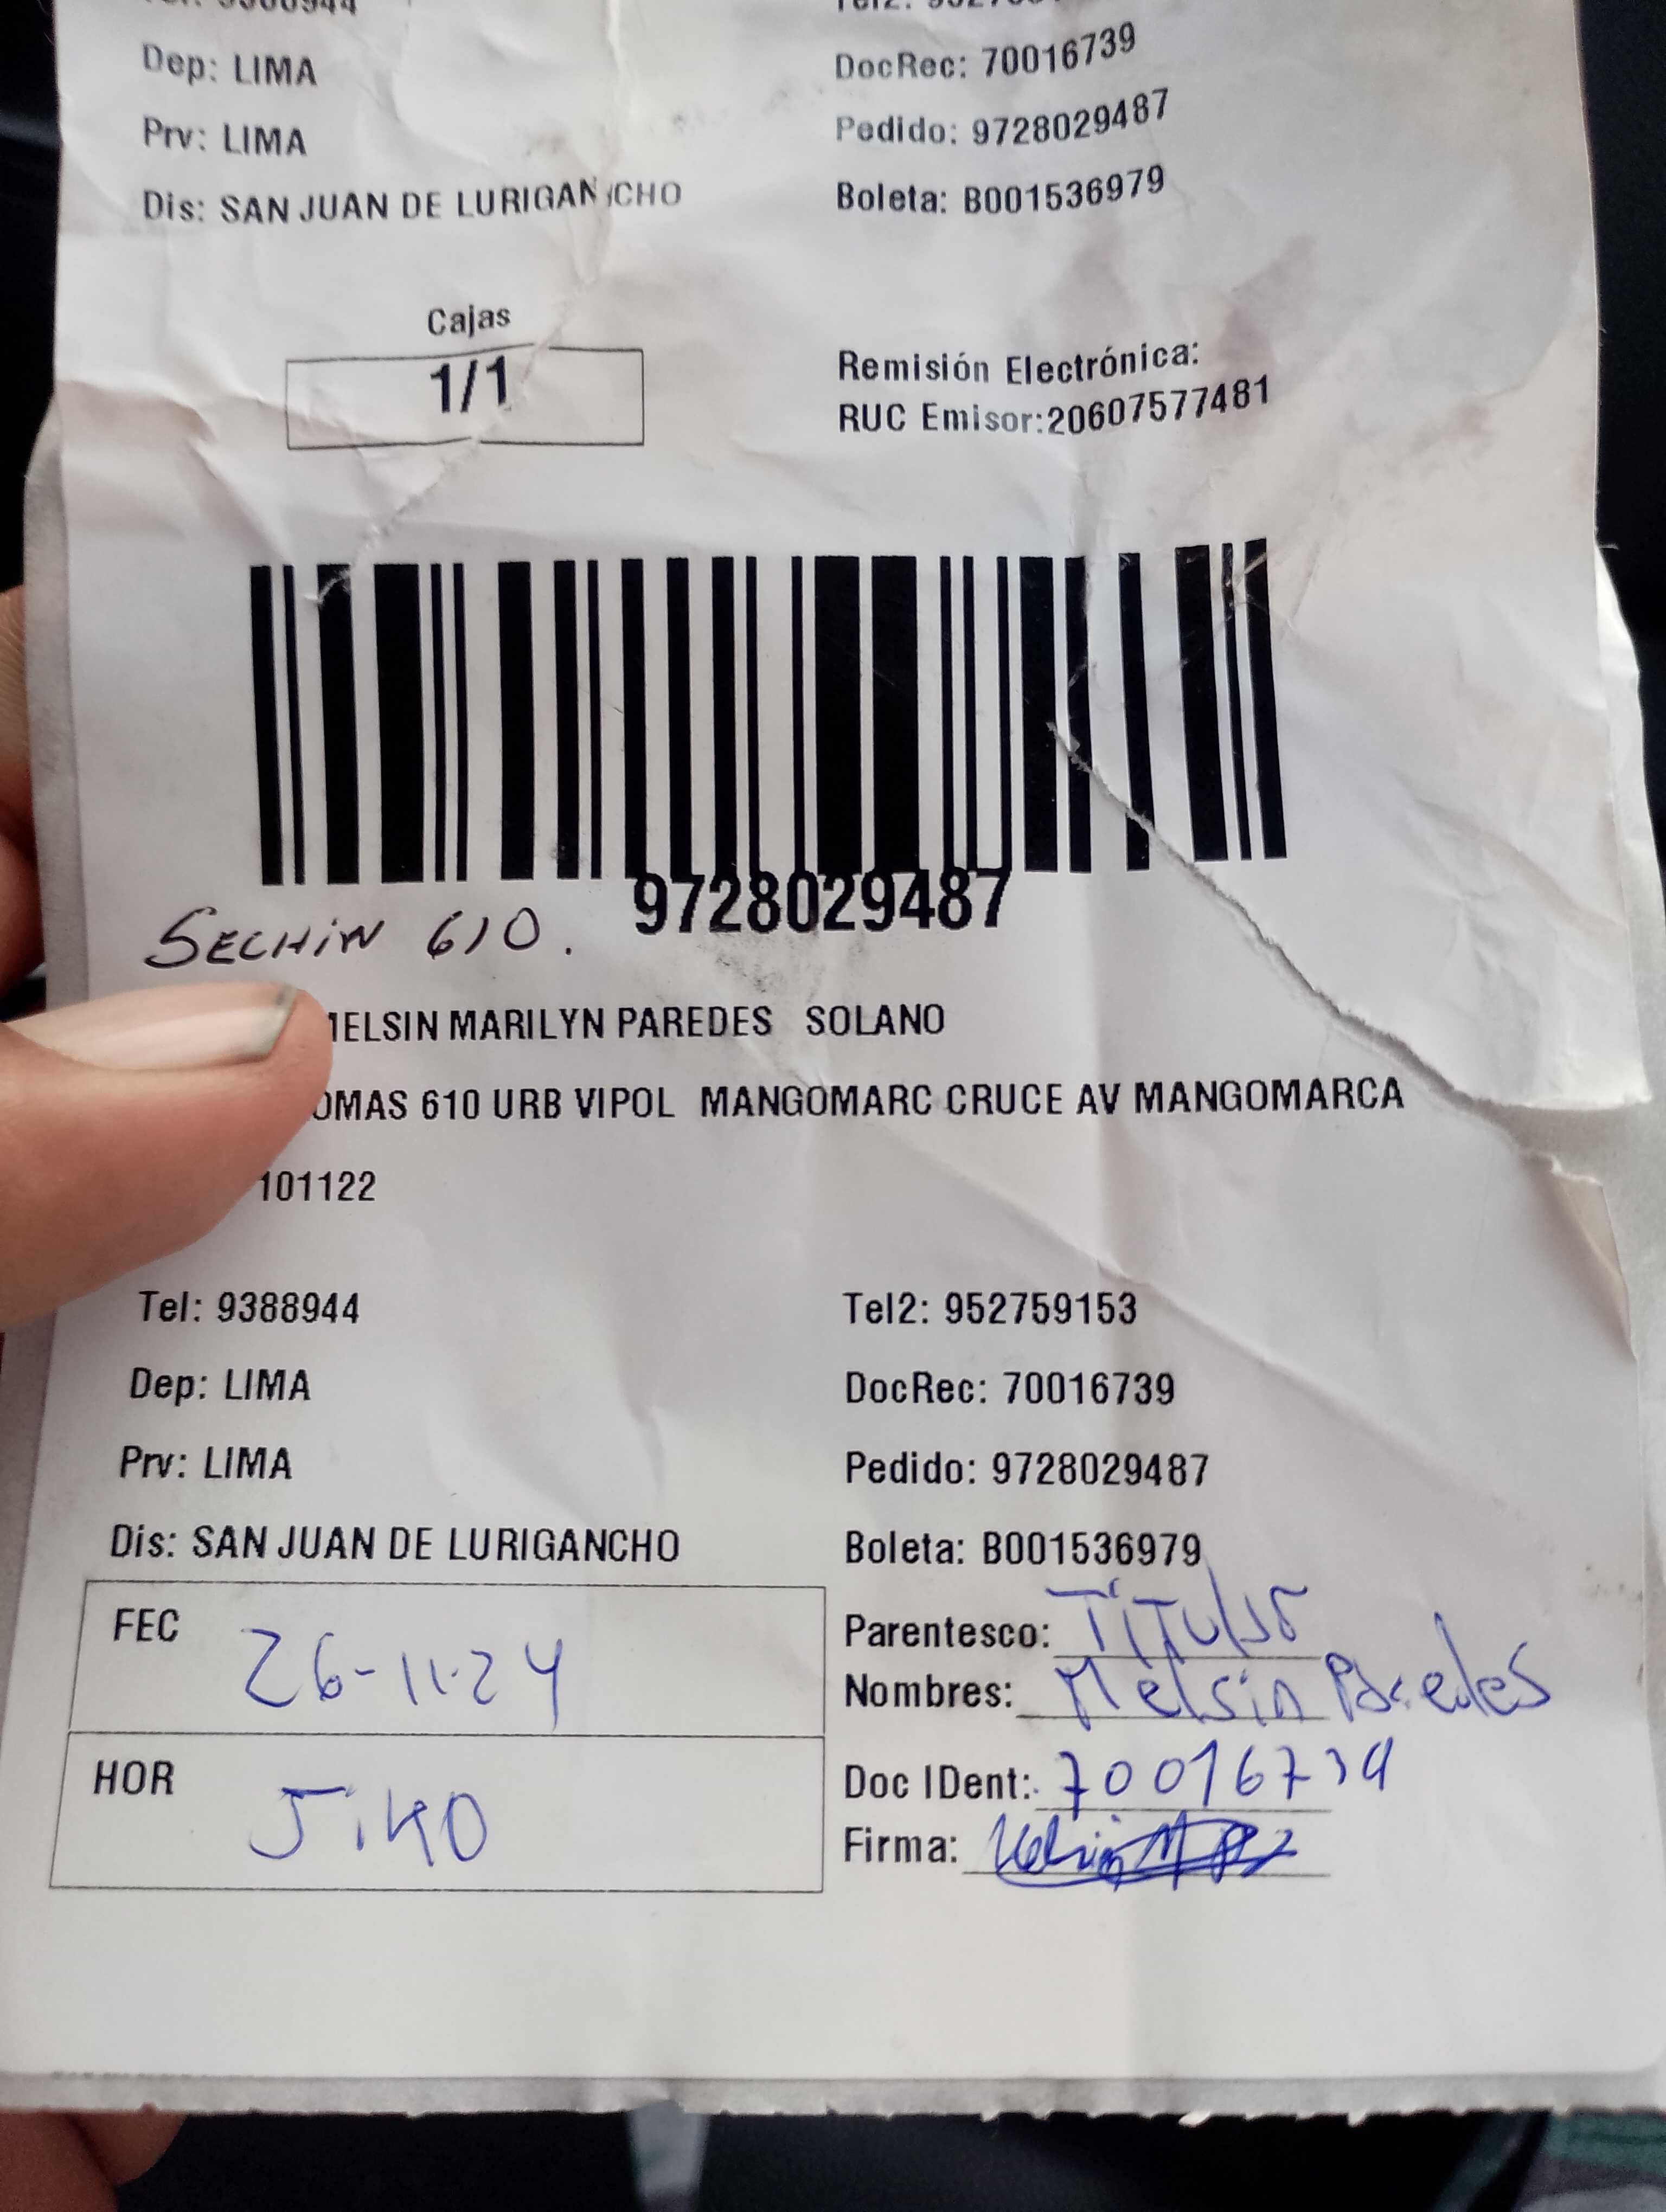 Dep: LIMA
DocRec: 70016739
Prv: LIMA
Pedido: 9728029487
Dis: SAN JUAN DE LURIGANCHO
Boleta: B001536979
Cajas
1/1
Remisión Electrónica:
RUC Emisor:20607577481
9728029487
SECHIN 610.
MELSIN MARILYN PAREDES SOLANO
OMAS 610 URB VIPOL MANGOMARC CRUCE AV MANGOMARCA
101122
Tel: 9388944
Tel2: 952759153
Dep: LIMA
DocRec: 70016739
Prv: LIMA
Pedido: 9728029487
Dis: SAN JUAN DE LURIGANCHO
Boleta: B001536979
FEC 26-11-24
Parentesco: Titular
Nombres: Melsin Paredes
HOR 5:40
Doc IDent: 70016739
Firma: